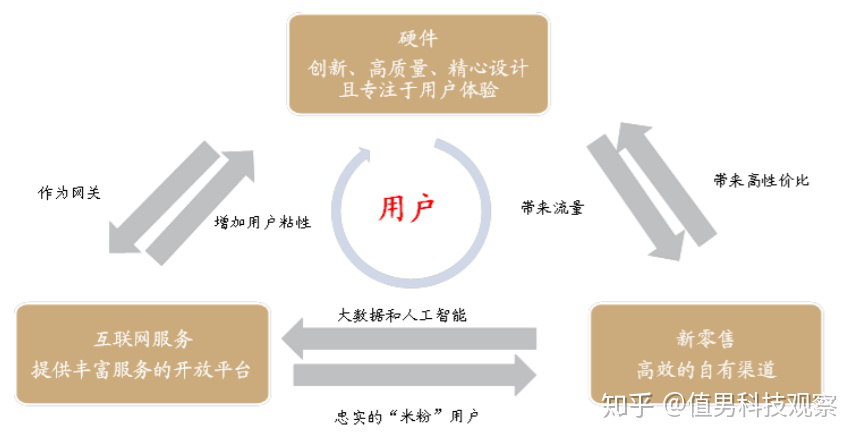 硬件
创新、高质量、精心设计
且专注于用户体验
作为网关
增加用户粘性
用户
带来流量
带来高性价比
大数据和人工智能
互联网服务
提供丰富服务的开放平台
新零售
高效的自有渠道
忠实的“米粉”用户
知乎 @值男科技观察